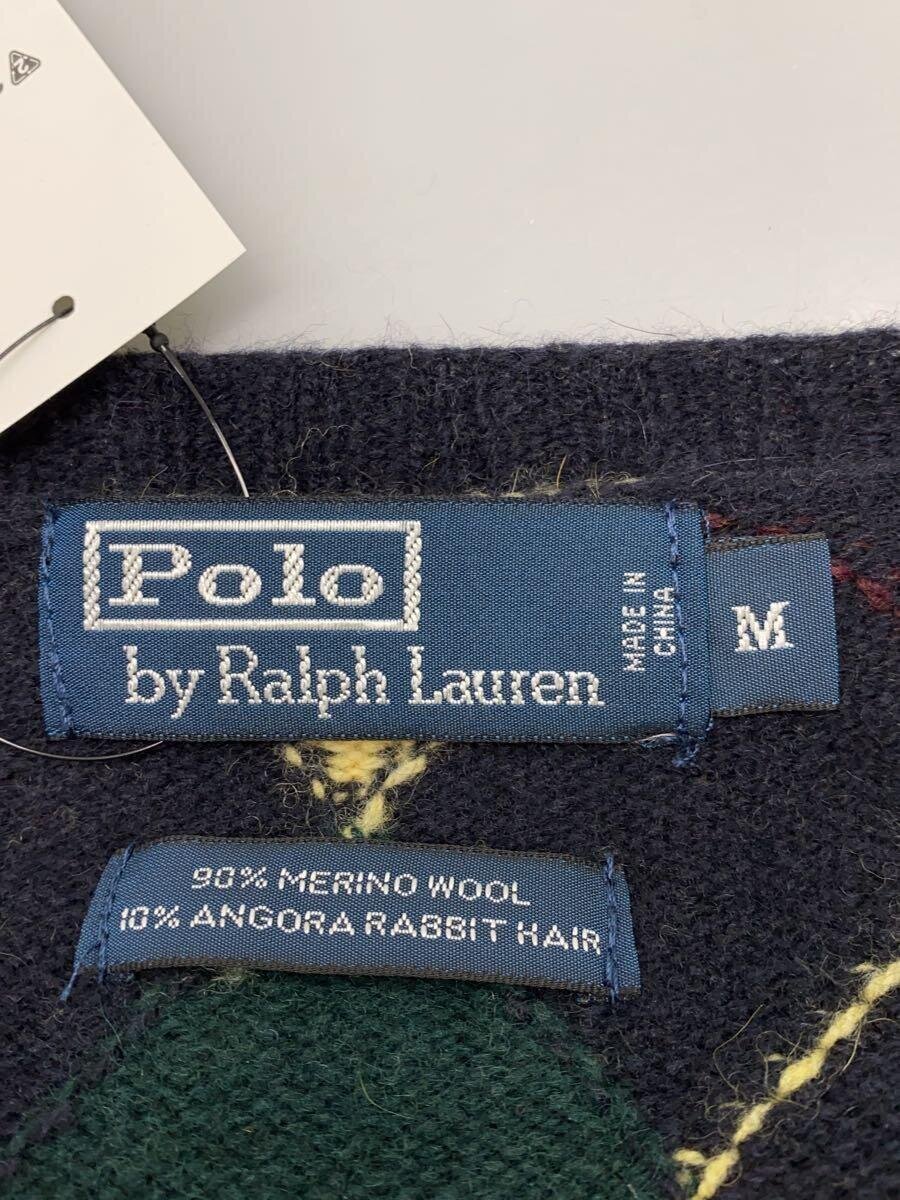 Polo
by Ralph Lauren
MADE IN
CHINA
M
90% MERINO WOOL
10% ANGORA RABBIT HAIR